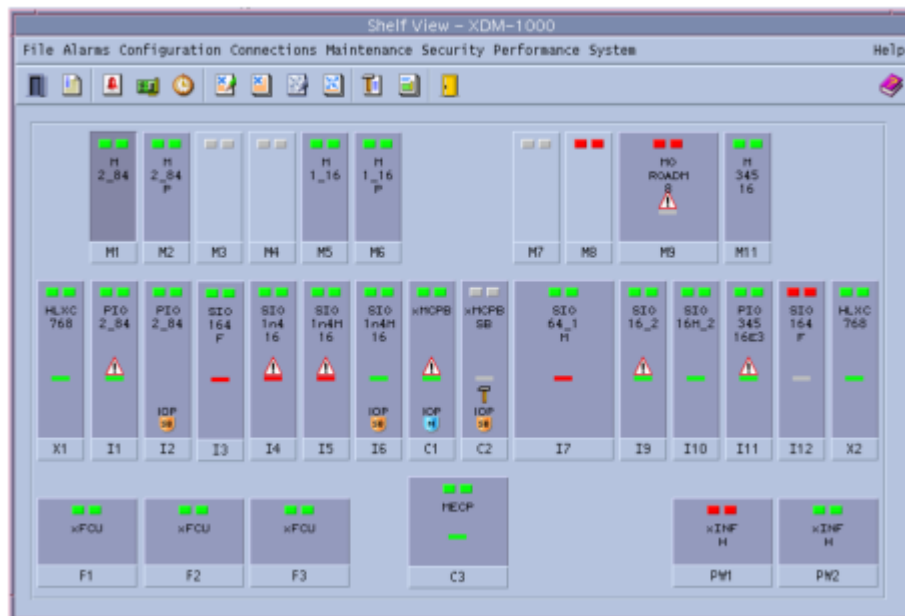 Shelf View - XDM-1000
File Alarms Configuration Connections Maintenance Security Performance System Help
M 2_84
M 2_84 P
M 1_16
M 1_16 P
MO ROADM 8
M 345 16
M1 M2 M3 M4 M5 M6 M7 M8 M9 M11
HLXC 768
PIO 2_84
PIO 2_84
SIO 164 F
SIO 1n4 16
SIO 1n4M 16
SIO 1n4M 16
xMCPB
xMCPB SB
SIO 64_1 M
SIO 16_2
SIO 16M_2
PIO 345 16E3
SIO 164 F
HLXC 768
IOP
IOP
IOP
IOP
X1 I1 I2 I3 I4 I5 I6 C1 C2 I7 I9 I10 I11 I12 X2
xFCU
xFCU
xFCU
MECP
xINF M
xINF M
F1 F2 F3 C3 PW1 PW2